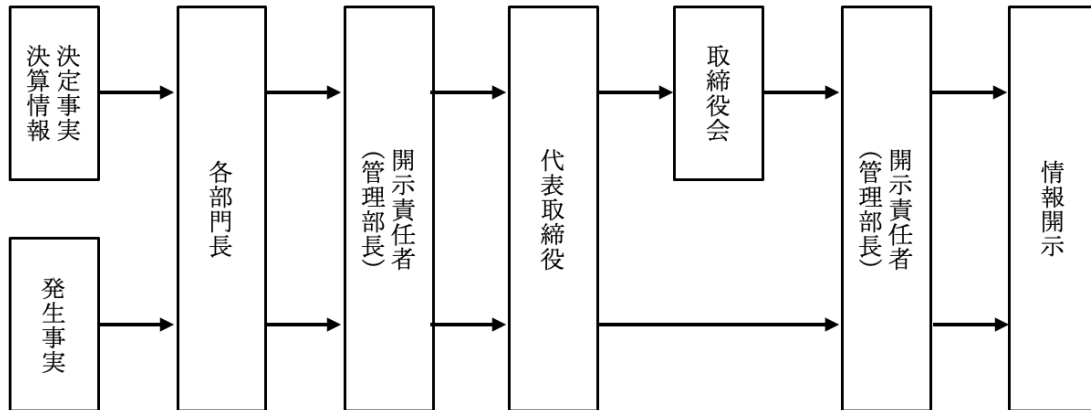 決定事実
決算情報
発生事実
各部門長
開示責任者
(管理部長)
代表取締役
取締役会
開示責任者
(管理部長)
情報開示